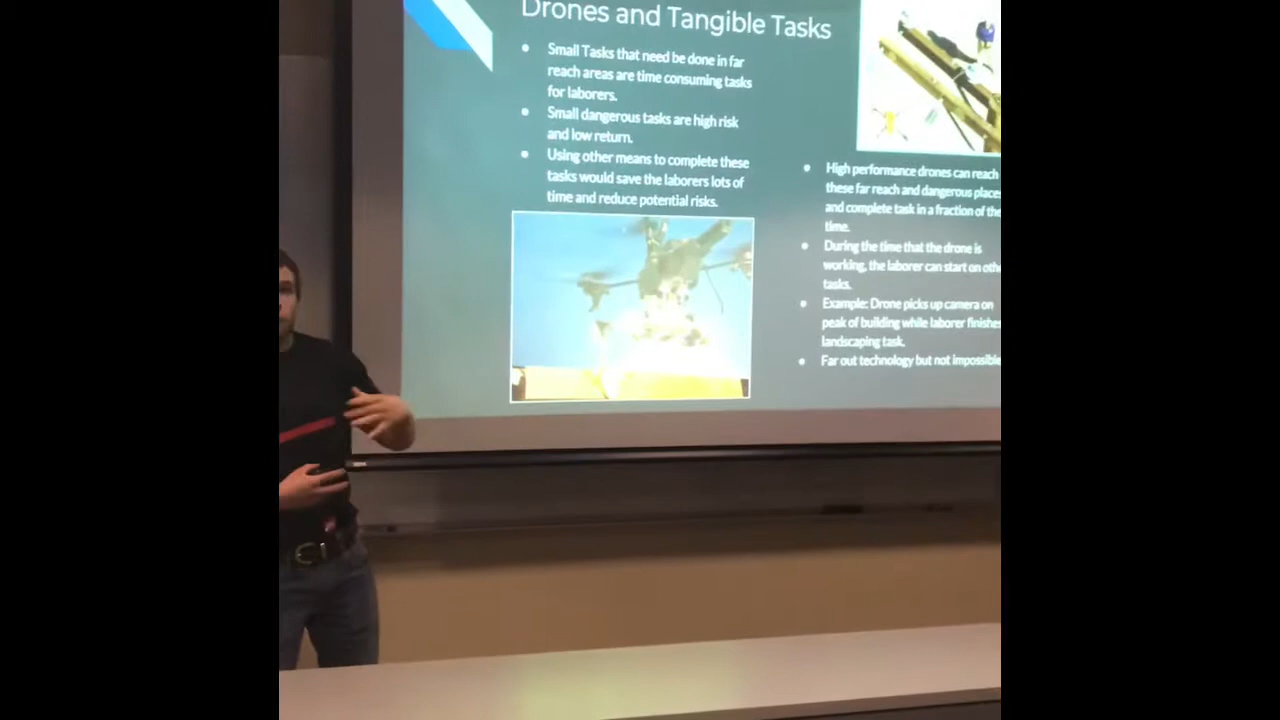 Drones and Tangible Tasks
Small Tasks that need be done in far
reach areas are time consuming tasks
for laborers.
Small dangerous tasks are high risk
and low return.
Using other means to complete these
tasks would save the laborers lots of
time and reduce potential risks.
High performance drones can reach
these far reach and dangerous places
and complete task in a fraction of the
time.
During the time that the drone is
working, the laborer can start on oth
tasks.
Example: Drone picks up camera on
peak of building while laborer finishes
landscaping task.
Far out technology but not impossible